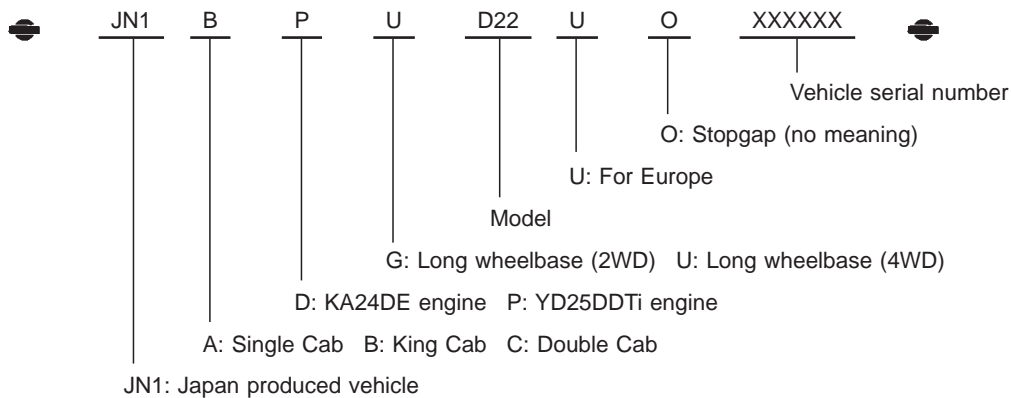 JN1 B P U D22 U O XXXXXX
Vehicle serial number
O: Stopgap (no meaning)
U: For Europe
Model
G: Long wheelbase (2WD) U: Long wheelbase (4WD)
D: KA24DE engine P: YD25DDTi engine
A: Single Cab B: King Cab C: Double Cab
JN1: Japan produced vehicle